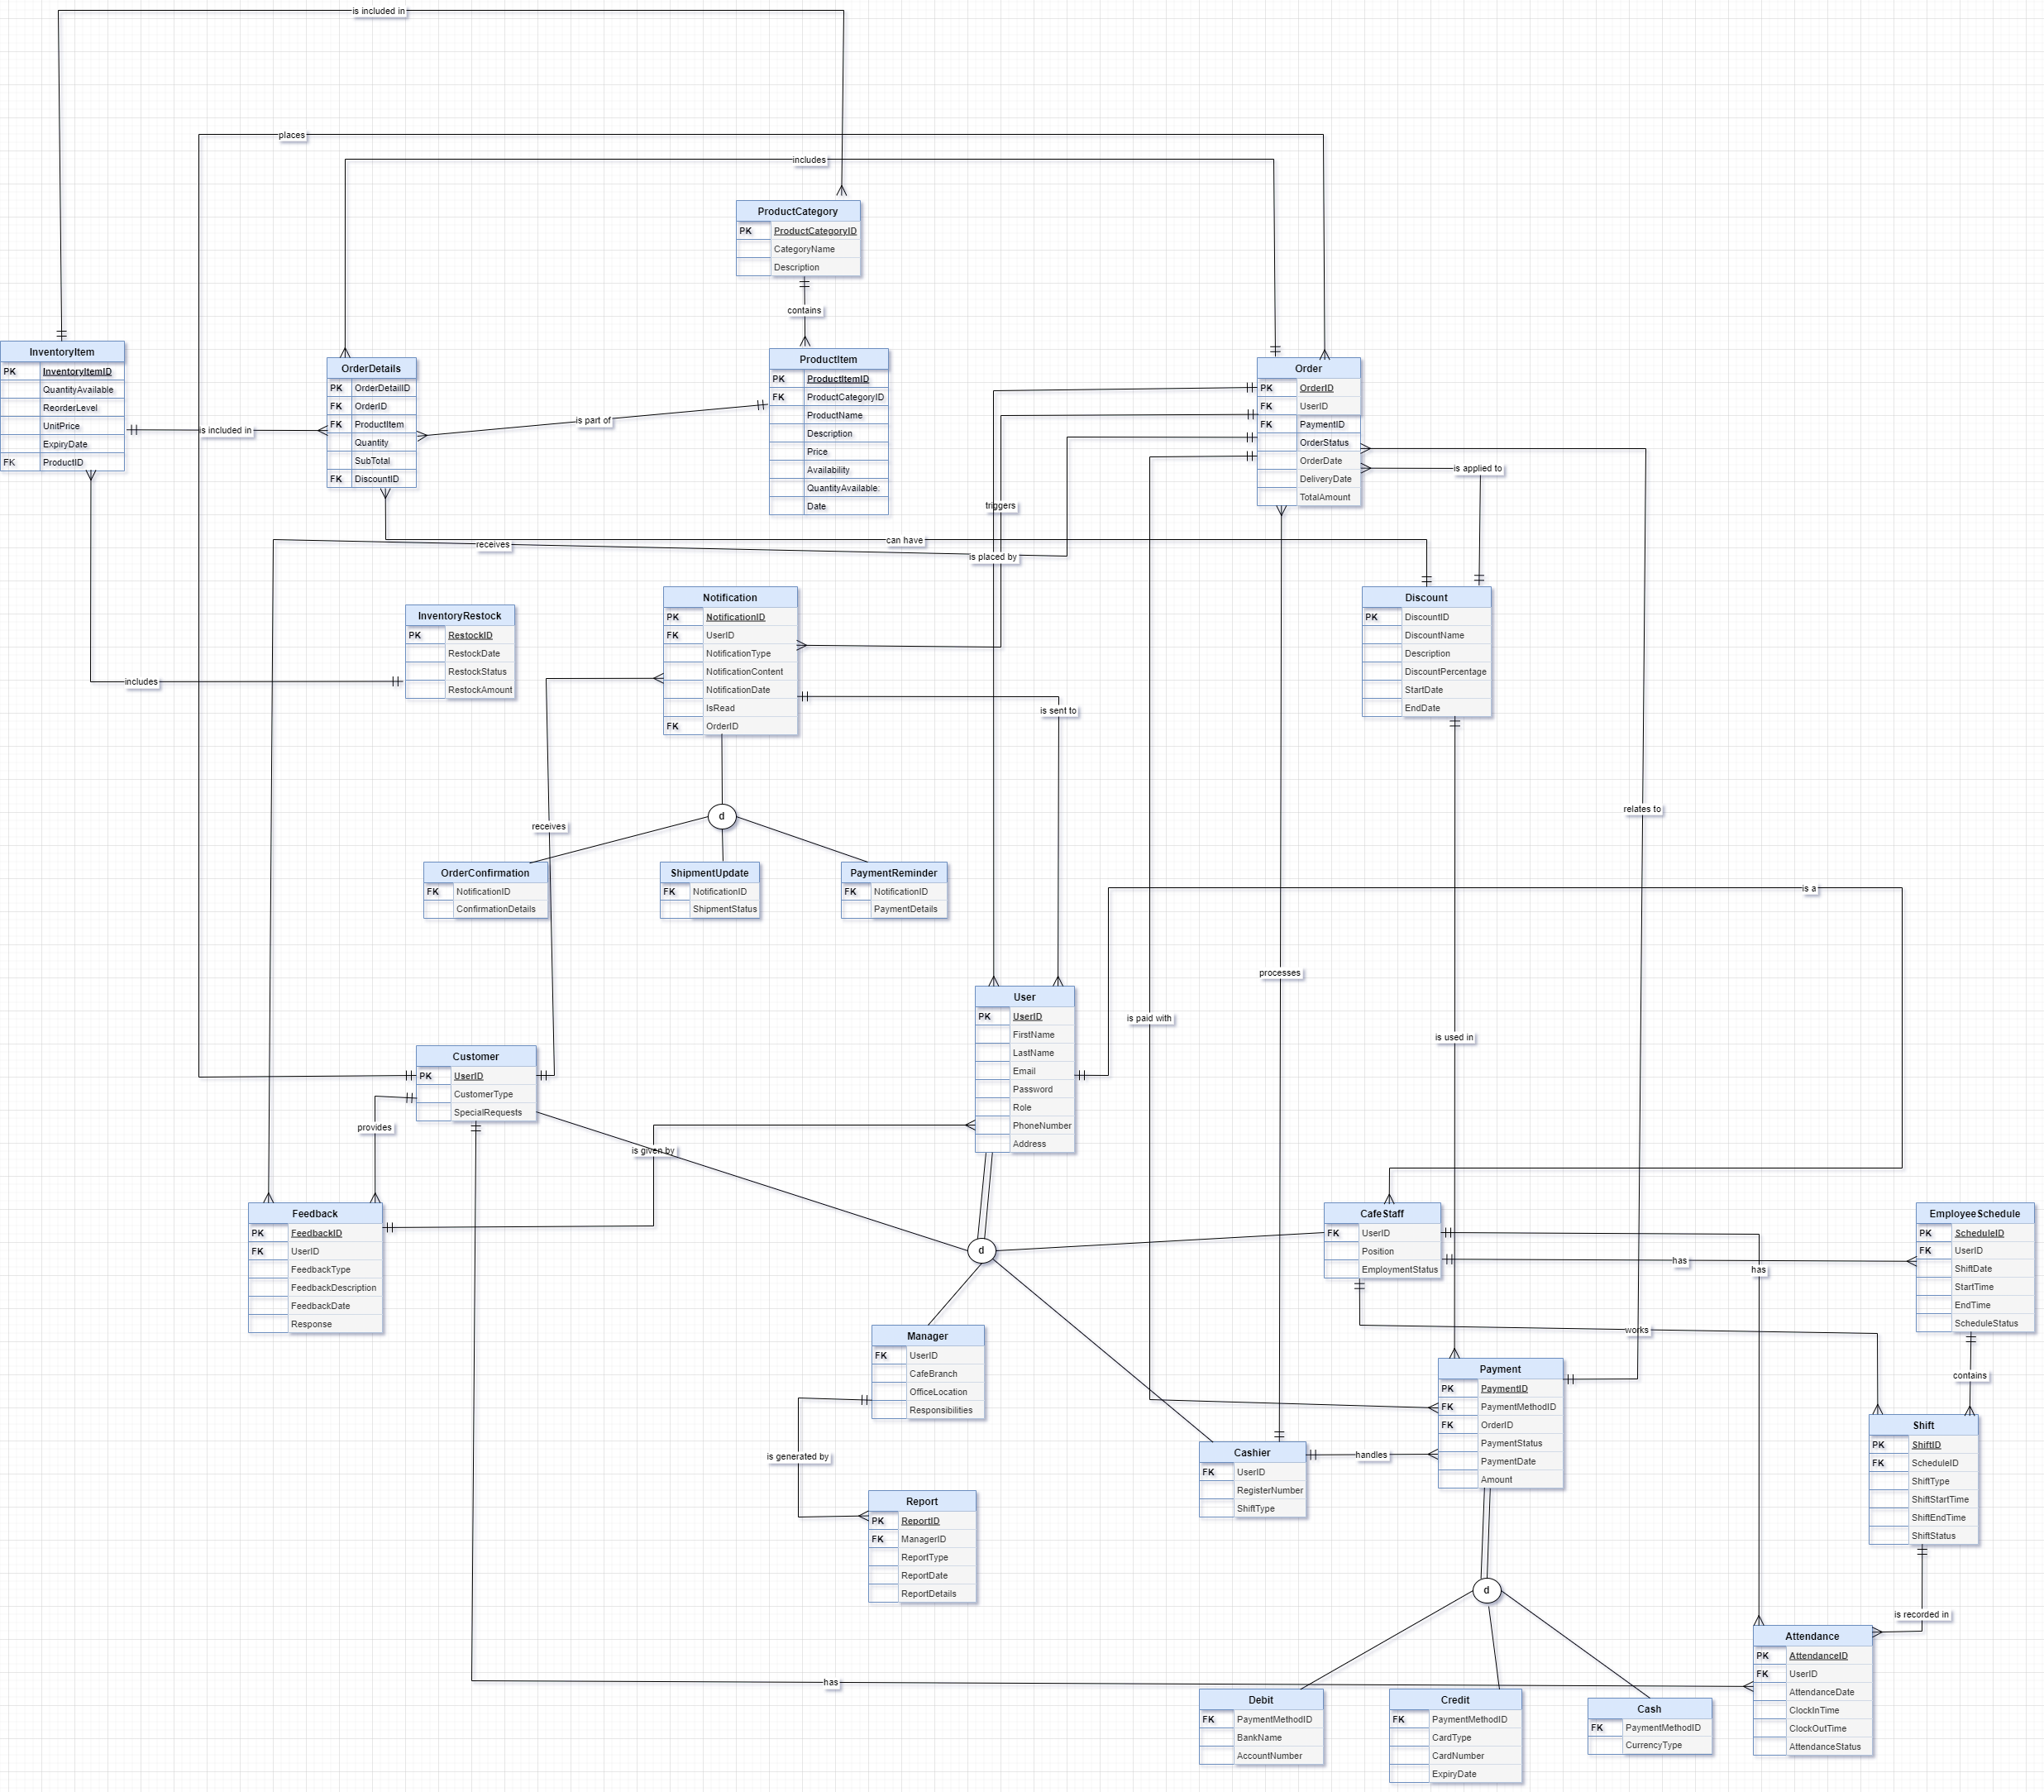 is included in
places
includes
ProductCategory
PK ProductCategoryID
CategoryName
Description
contains
InventoryItem
PK InventoryItemID
QuantityAvailable
ReorderLevel
UnitPrice
ExpiryDate
FK ProductID
is included in
OrderDetails
PK OrderDetailID
FK OrderID
FK ProductItem
Quantity
SubTotal
FK DiscountID
is part of
ProductItem
PK ProductItemID
FK ProductCategoryID
ProductName
Description
Price
Availability
QuantityAvailable:
Date
Order
PK OrderID
FK UserID
FK PaymentID
OrderStatus
OrderDate
DeliveryDate
TotalAmount
is applied to
triggers
receives
can have
is placed by
InventoryRestock
PK RestockID
RestockDate
RestockStatus
RestockAmount
includes
Notification
PK NotificationID
FK UserID
NotificationType
NotificationContent
NotificationDate
IsRead
FK OrderID
is sent to
Discount
PK DiscountID
DiscountName
Description
DiscountPercentage
StartDate
EndDate
relates to
d
receives
OrderConfirmation
FK NotificationID
ConfirmationDetails
ShipmentUpdate
FK NotificationID
ShipmentStatus
PaymentReminder
FK NotificationID
PaymentDetails
is a
processes
is paid with
is used in
User
PK UserID
FirstName
LastName
Email
Password
Role
PhoneNumber
Address
Customer
PK UserID
CustomerType
SpecialRequests
provides
is given by
Feedback
PK FeedbackID
FK UserID
FeedbackType
FeedbackDescription
FeedbackDate
Response
d
CafeStaff
FK UserID
Position
EmploymentStatus
has
has
works
EmployeeSchedule
PK ScheduleID
FK UserID
ShiftDate
StartTime
EndTime
ScheduleStatus
contains
Manager
FK UserID
CafeBranch
OfficeLocation
Responsibilities
is generated by
Report
PK ReportID
FK ManagerID
ReportType
ReportDate
ReportDetails
Cashier
FK UserID
RegisterNumber
ShiftType
handles
Payment
PK PaymentID
FK PaymentMethodID
FK OrderID
PaymentStatus
PaymentDate
Amount
Shift
PK ShiftID
FK ScheduleID
ShiftType
ShiftStartTime
ShiftEndTime
ShiftStatus
is recorded in
d
has
Debit
FK PaymentMethodID
BankName
AccountNumber
Credit
FK PaymentMethodID
CardType
CardNumber
ExpiryDate
Cash
FK PaymentMethodID
CurrencyType
Attendance
PK AttendanceID
FK UserID
AttendanceDate
ClockInTime
ClockOutTime
AttendanceStatus